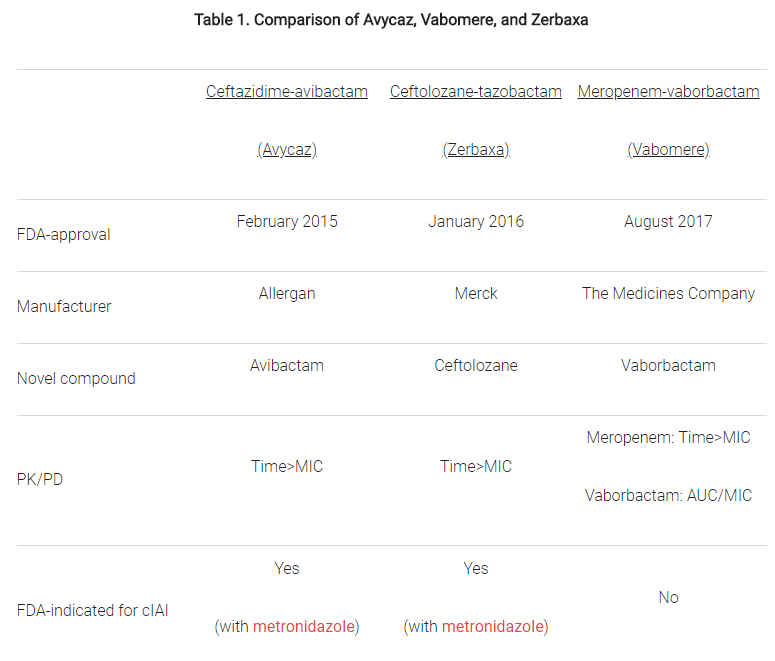 Table 1. Comparison of Avycaz, Vabomere, and Zerbaxa
Ceftazidime-avibactam Ceftolozane-tazobactam Meropenem-vaborbactam
(Avycaz) (Zerbaxa) (Vabomere)
FDA-approval February 2015 January 2016 August 2017
Manufacturer Allergan Merck The Medicines Company
Novel compound Avibactam Ceftolozane Vaborbactam
PK/PD Time>MIC Time>MIC Meropenem: Time>MIC
Vaborbactam: AUC/MIC
FDA-indicated for cIAI Yes Yes No
(with metronidazole) (with metronidazole)